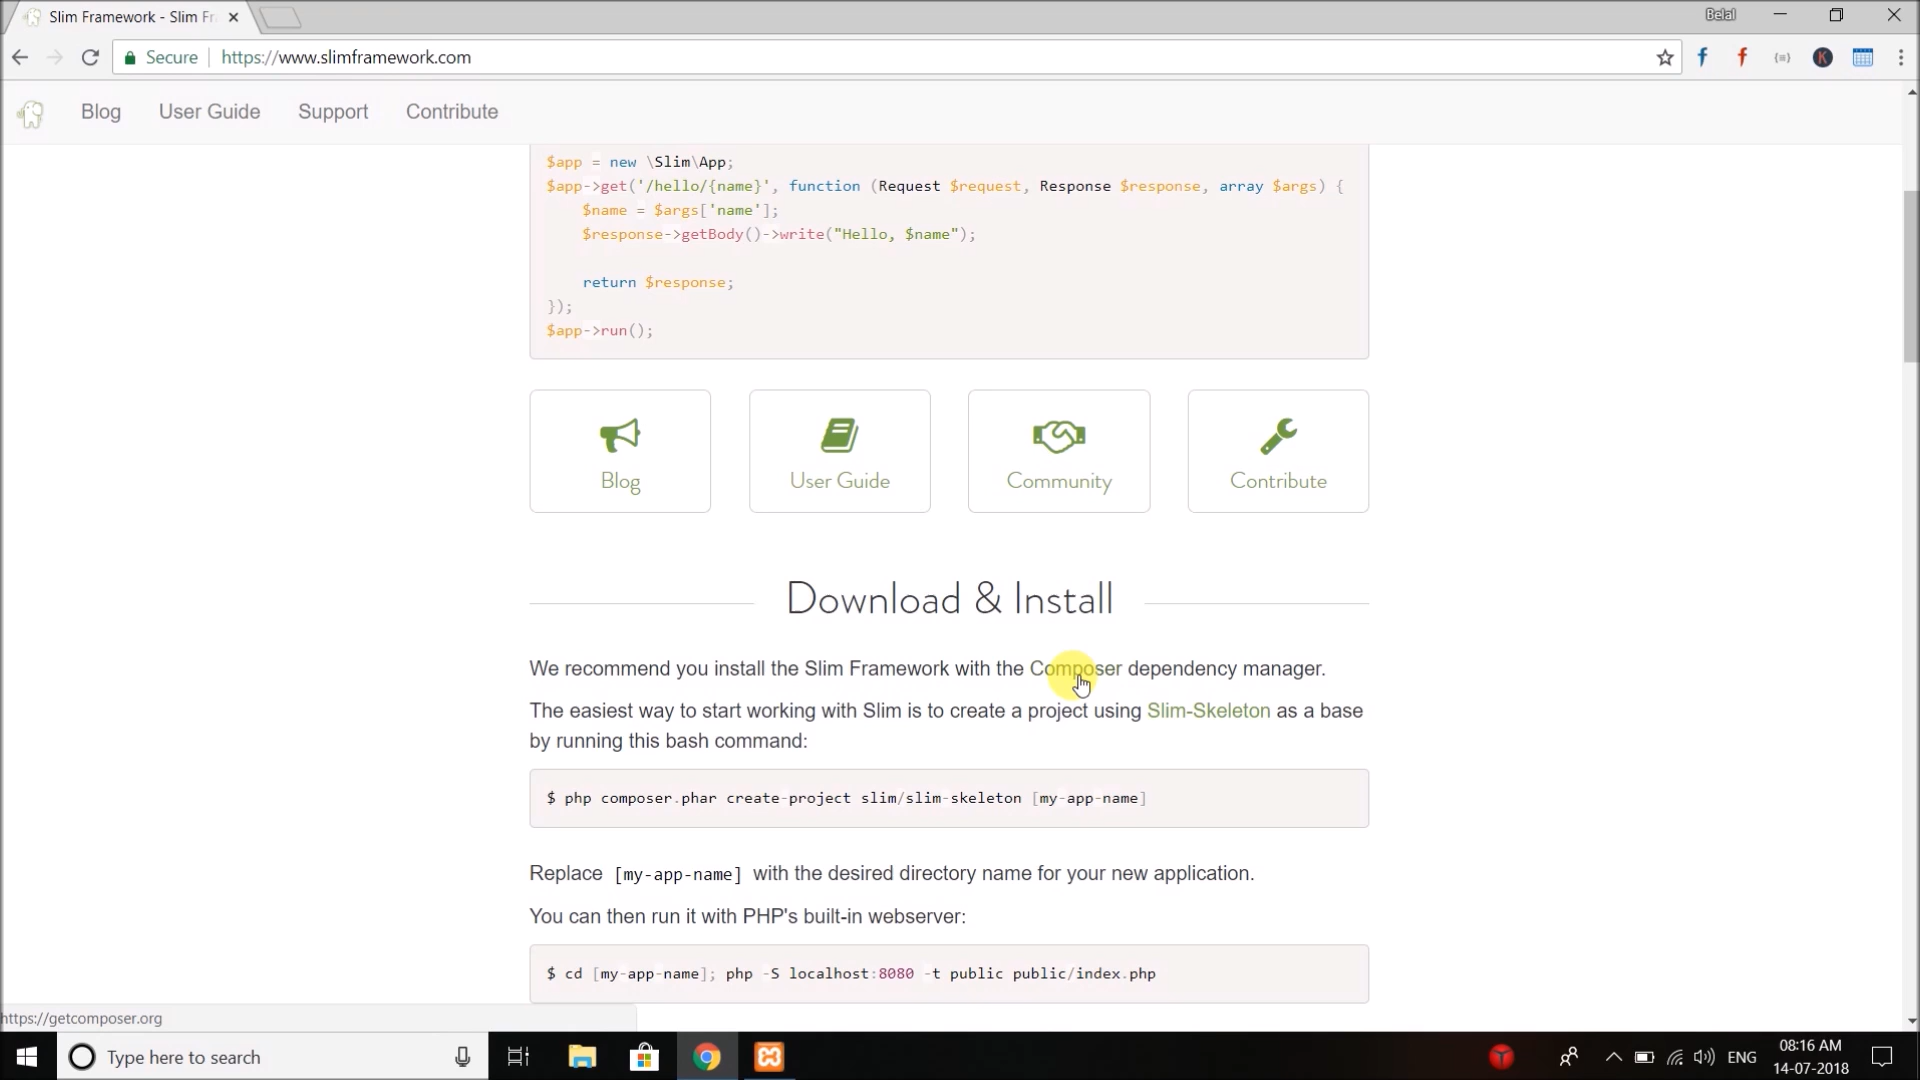 Slim Framework - Slim Fr
Belal
Secure
https://www.slimframework.com
Blog
User Guide
Support
Contribute
$app = new \Slim\App;
$app->get('/hello/{name}', function (Request $request, Response $response, array $args) {
$name = $args['name'];
$response->getBody()->write("Hello, $name");
return $response;
});
$app->run();
Blog
User Guide
Community
Contribute
Download & Install
We recommend you install the Slim Framework with the Composer dependency manager.
The easiest way to start working with Slim is to create a project using Slim-Skeleton as a base
by running this bash command:
$ php composer.phar create-project slim/slim-skeleton [my-app-name]
Replace [my-app-name] with the desired directory name for your new application.
You can then run it with PHP's built-in webserver:
$ cd [my-app-name]; php -S localhost:8080 -t public public/index.php
https://getcomposer.org
Type here to search
ENG
08:16 AM
14-07-2018